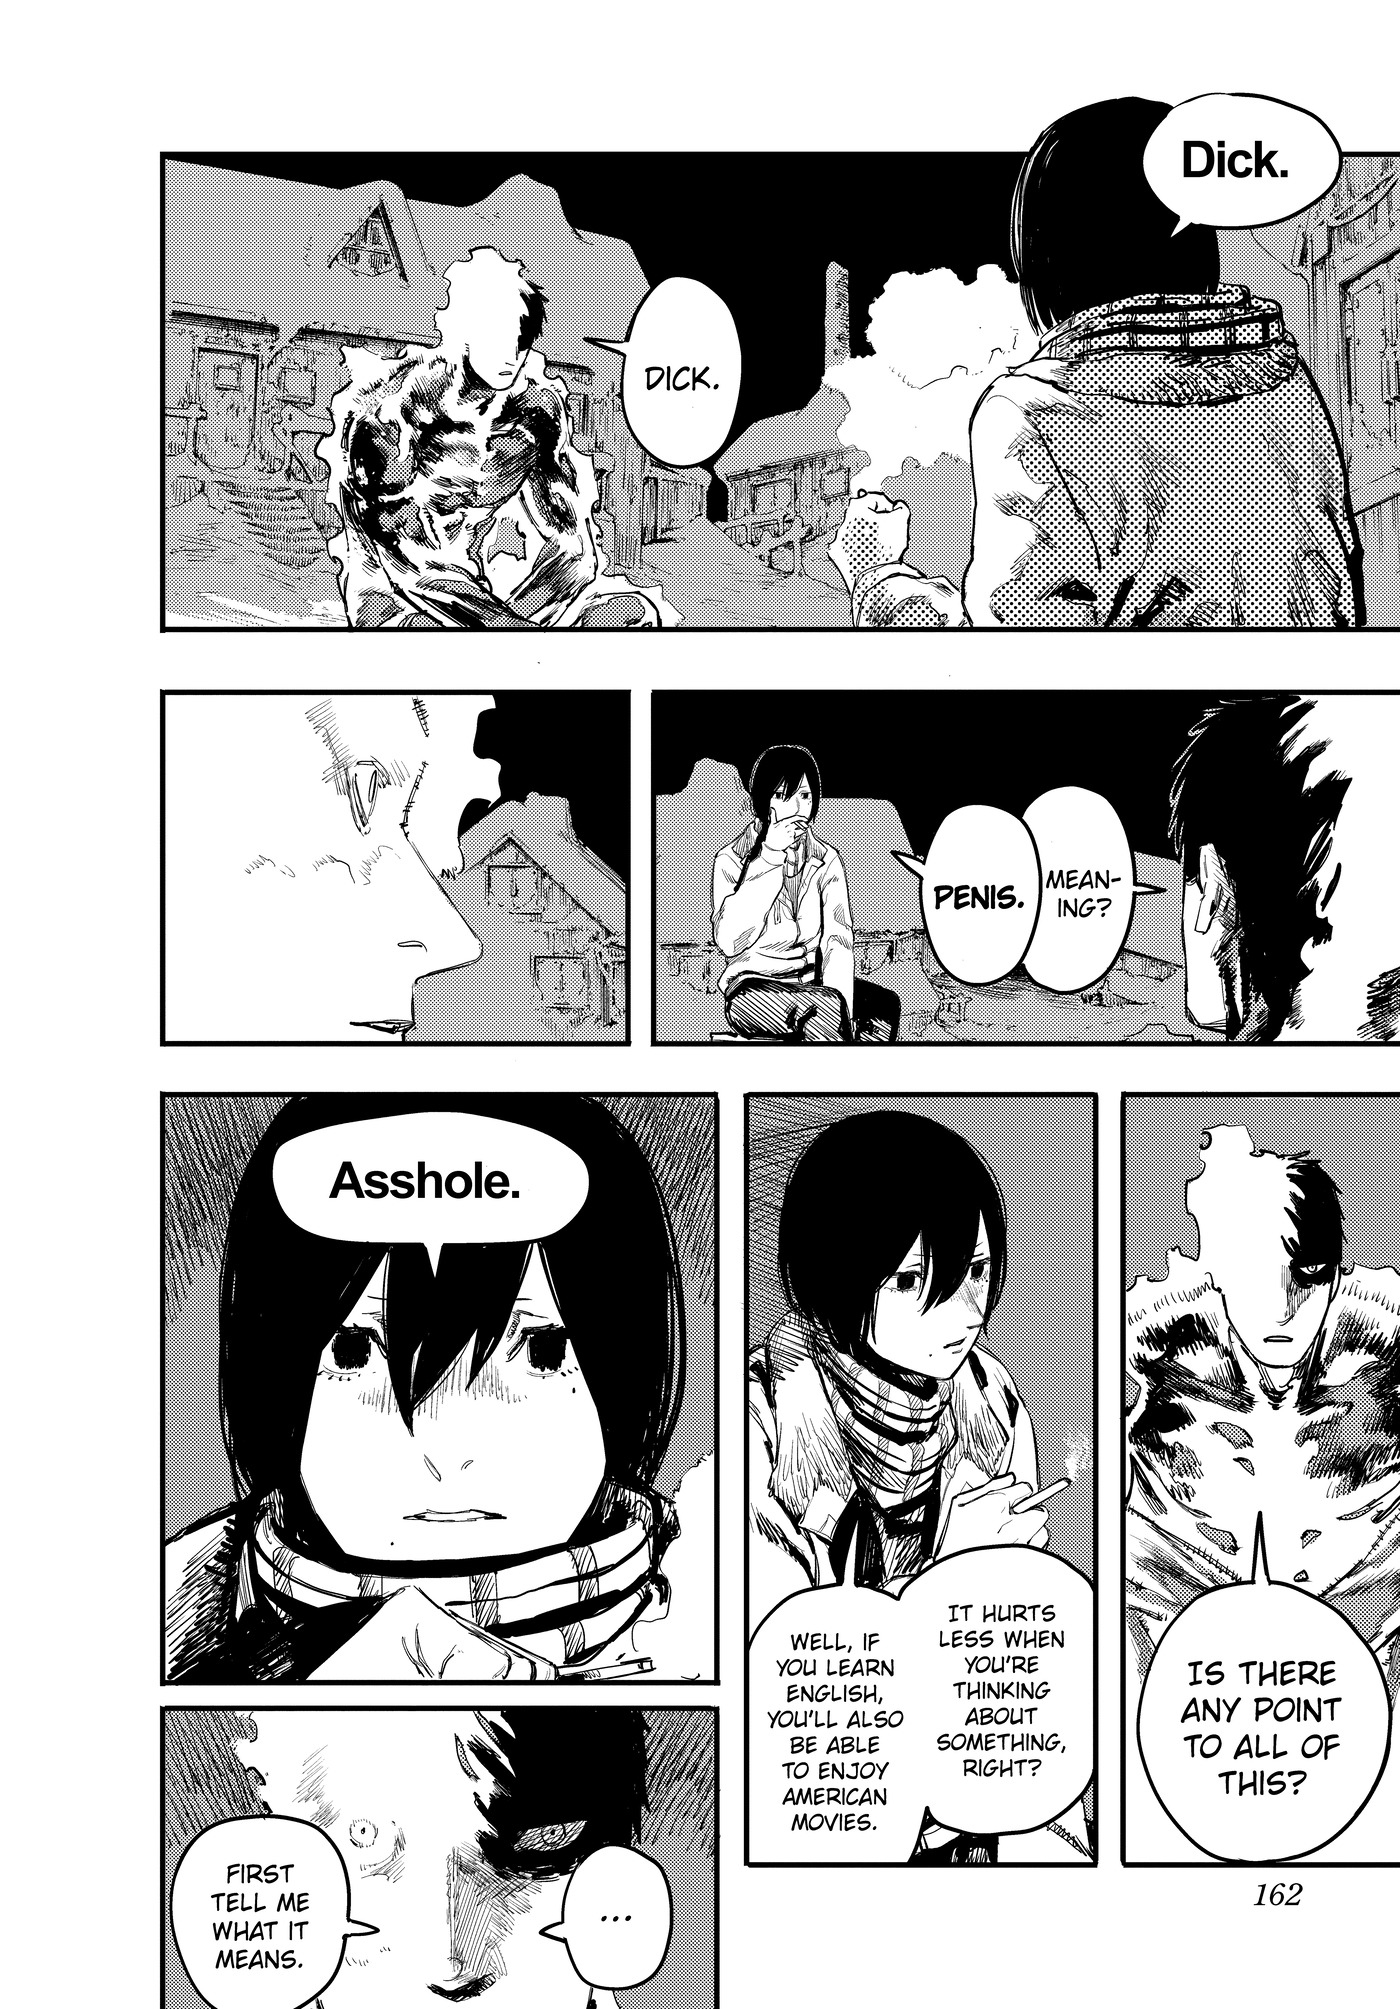 Dick.
DICK.
MEAN-
ING?
PENIS.
IS THERE
ANY POINT
TO ALL OF
THIS?
IT HURTS
LESS WHEN
YOU'RE
THINKING
ABOUT
SOMETHING,
RIGHT?
WELL, IF
YOU LEARN
ENGLISH,
YOU'LL ALSO
BE ABLE
TO ENJOY
AMERICAN
MOVIES.
Asshole.
...
FIRST
TELL ME
WHAT IT
MEANS.
162